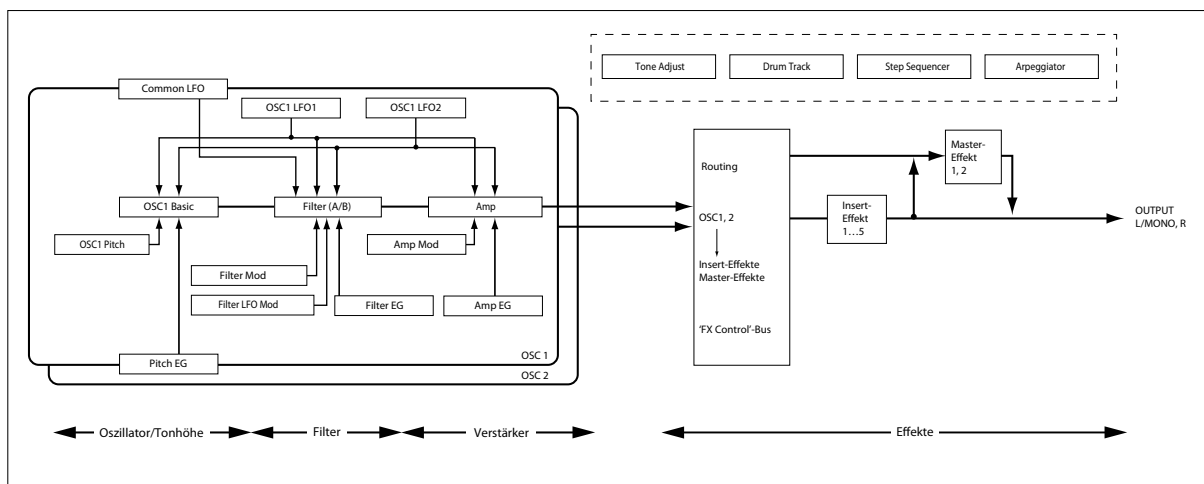 Tone Adjust
Drum Track
Step Sequencer
Arpeggiator
Common LFO
OSC1 LFO1
OSC1 LFO2
OSC1 Basic
Filter (A/B)
Amp
OSC1 Pitch
Amp Mod
Filter Mod
Filter LFO Mod
Filter EG
Amp EG
Pitch EG
OSC 1
OSC 2
Routing
OSC1, 2
Insert-Effekte
Master-Effekte
'FX Control'-Bus
Insert-
Effekt
1…5
Master-
Effekt
1, 2
OUTPUT
L/MONO, R
Oszillator/Tonhöhe
Filter
Verstärker
Effekte